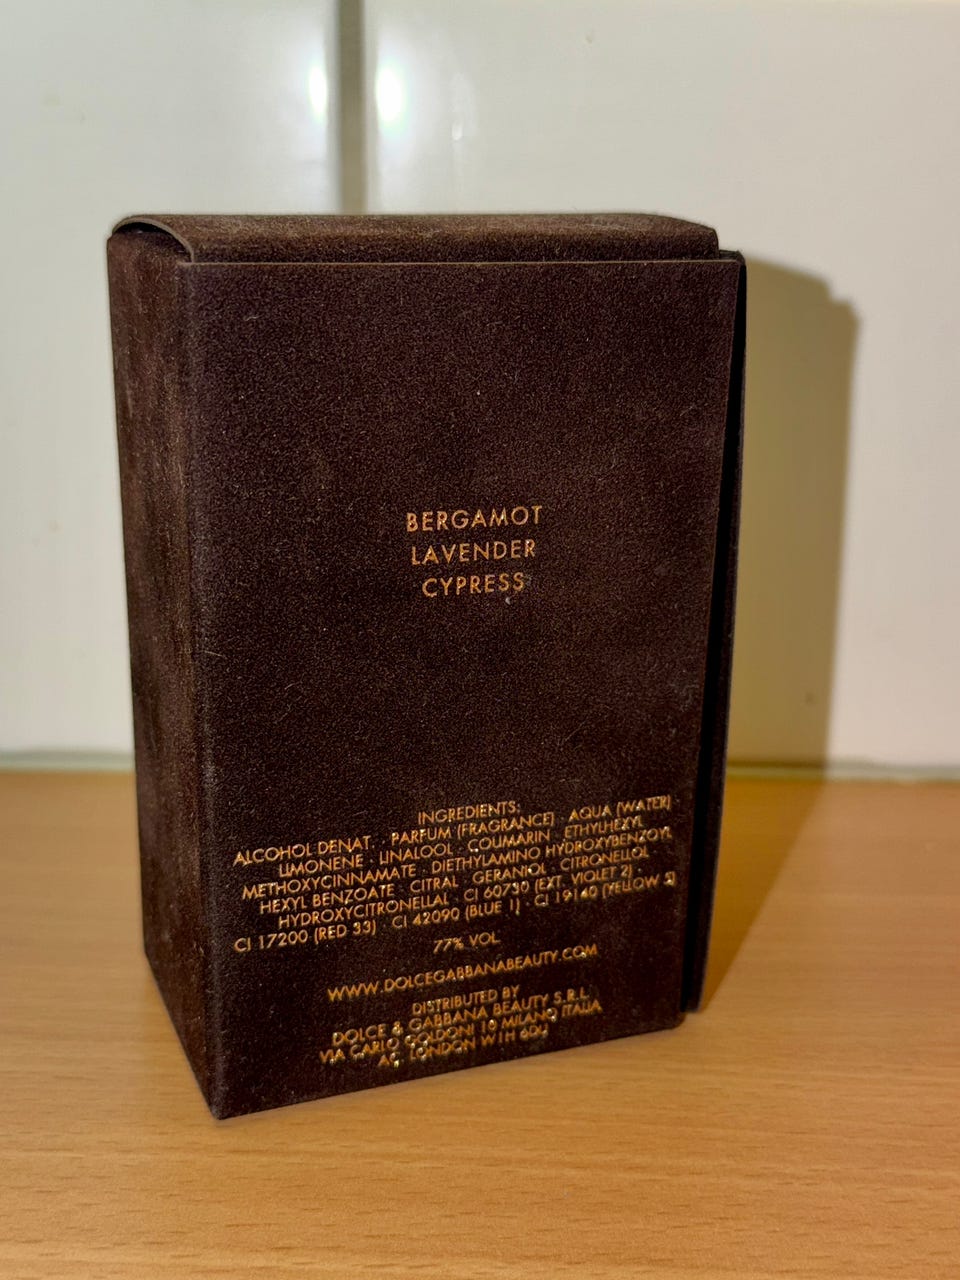 BERGAMOT
LAVENDER
CYPRESS
INGREDIENTS:
ALCOHOL DENAT · PARFUM (FRAGRANCE) · AQUA (WATER) ·
LIMONENE · LINALOOL · COUMARIN · ETHYLHEXYL
METHOXYCINNAMATE · DIETHYLAMINO HYDROXYBENZOYL
HEXYL BENZOATE · CITRAL · GERANIOL · CITRONELLOL ·
HYDROXYCITRONELLAL · CI 60730 (EXT. VIOLET 2) ·
CI 17200 (RED 33) · CI 42090 (BLUE 1) · CI 19140 (YELLOW 5)
77% VOL
WWW.DOLCEGABBANABEAUTY.COM
DISTRIBUTED BY
DOLCE & GABBANA BEAUTY S.R.L.
VIA CARLO GOLDONI 10 MILANO ITALIA
LONDON W1H 6DU